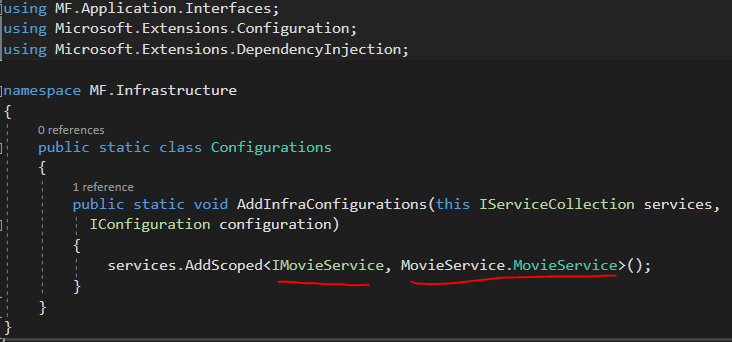 using MF.Application.Interfaces;
using Microsoft.Extensions.Configuration;
using Microsoft.Extensions.DependencyInjection;
namespace MF.Infrastructure
{
0 references
public static class Configurations
{
1 reference
public static void AddInfraConfigurations(this IServiceCollection services,
IConfiguration configuration)
{
services.AddScoped<IMovieService, MovieService.MovieService>();
}
}
}